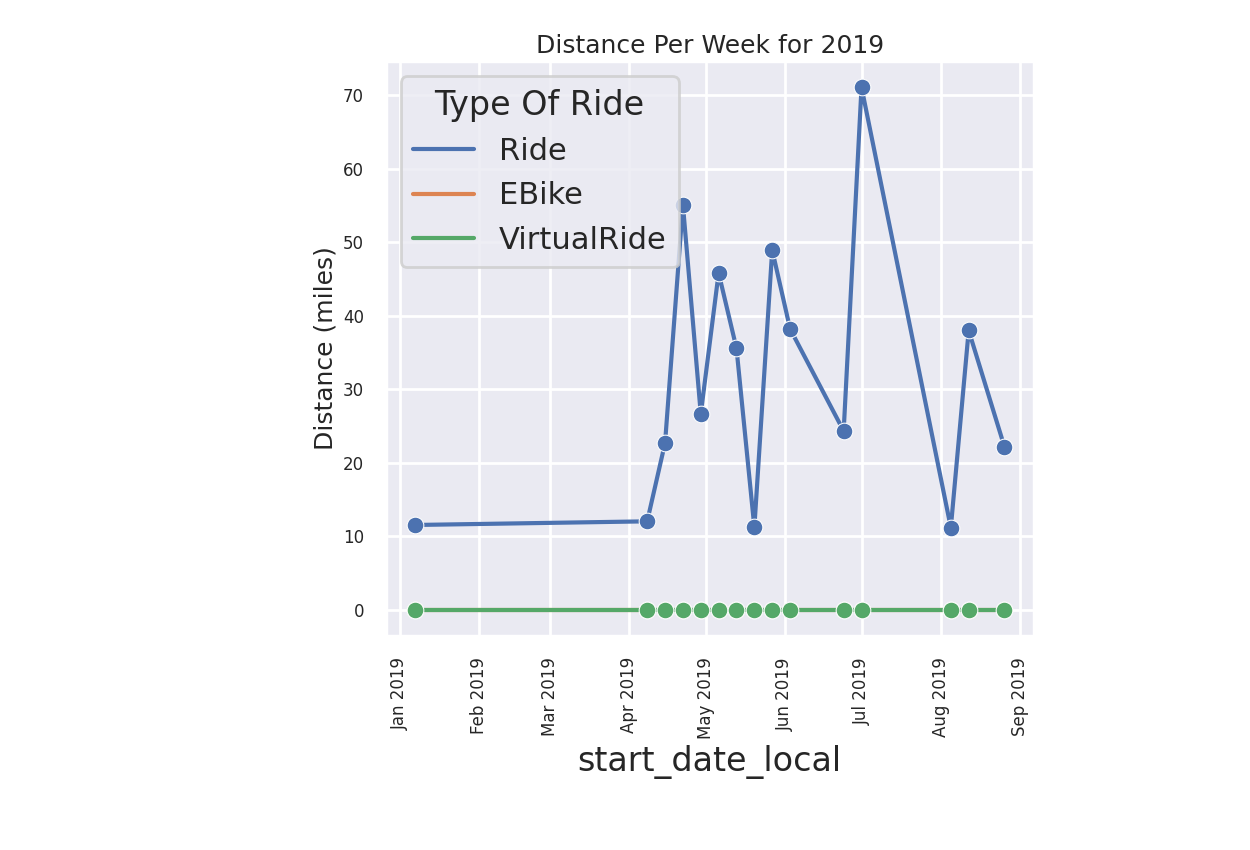 Distance Per Week for 2019
Type Of Ride
Ride
EBike
VirtualRide
Distance (miles)
70
60
50
40
30
20
10
0
Jan 2019
Feb 2019
Mar 2019
Apr 2019
May 2019
Jun 2019
Jul 2019
Aug 2019
Sep 2019
start_date_local